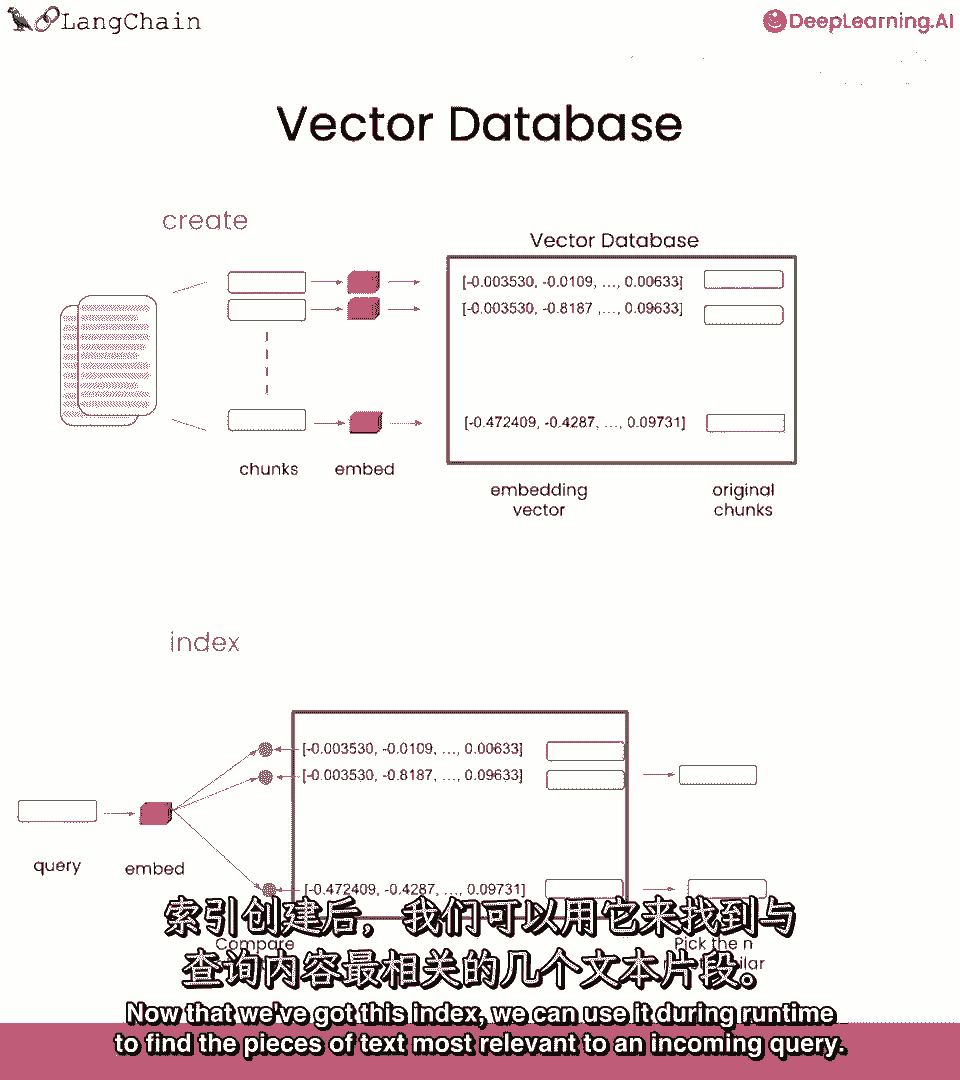 LangChain
DeepLearning.AI
Vector Database
create
Vector Database
[-0.003530, -0.0109, ..., 0.00633]
[-0.003530, -0.8187 ,..., 0.09633]
[-0.472409, -0.4287, ..., 0.09731]
chunks
embed
embedding
vector
original
chunks
index
[-0.003530, -0.0109, ..., 0.00633]
[-0.003530, -0.8187, ..., 0.09633]
query
embed
[-0.472409, -0.4287, ..., 0.09731]
Compare
Pick the n
索引创建后，我们可以用它来找到与
查询内容最相关的几个文本片段。
Now that we've got this index, we can use it during runtime
to find the pieces of text most relevant to an incoming query.